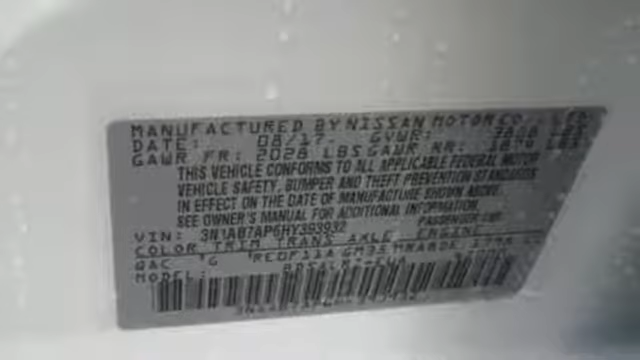 MANUFACTURED BY NISSAN MOTOR CO., LTD.
DATE: 08/17 GVWR: LBS
GAWR FR: 2028 LBS GAWR RR: LBS
THIS VEHICLE CONFORMS TO ALL APPLICABLE FEDERAL MOTOR
VEHICLE SAFETY, BUMPER AND THEFT PREVENTION STANDARDS
IN EFFECT ON THE DATE OF MANUFACTURE SHOWN ABOVE.
SEE OWNER'S MANUAL FOR ADDITIONAL INFORMATION.
VIN: 3N1AB7AP6HY393932 PASSENGER CAR
COLOR TRIM TRANS AXLE ENGINE
QAC G
MODEL: